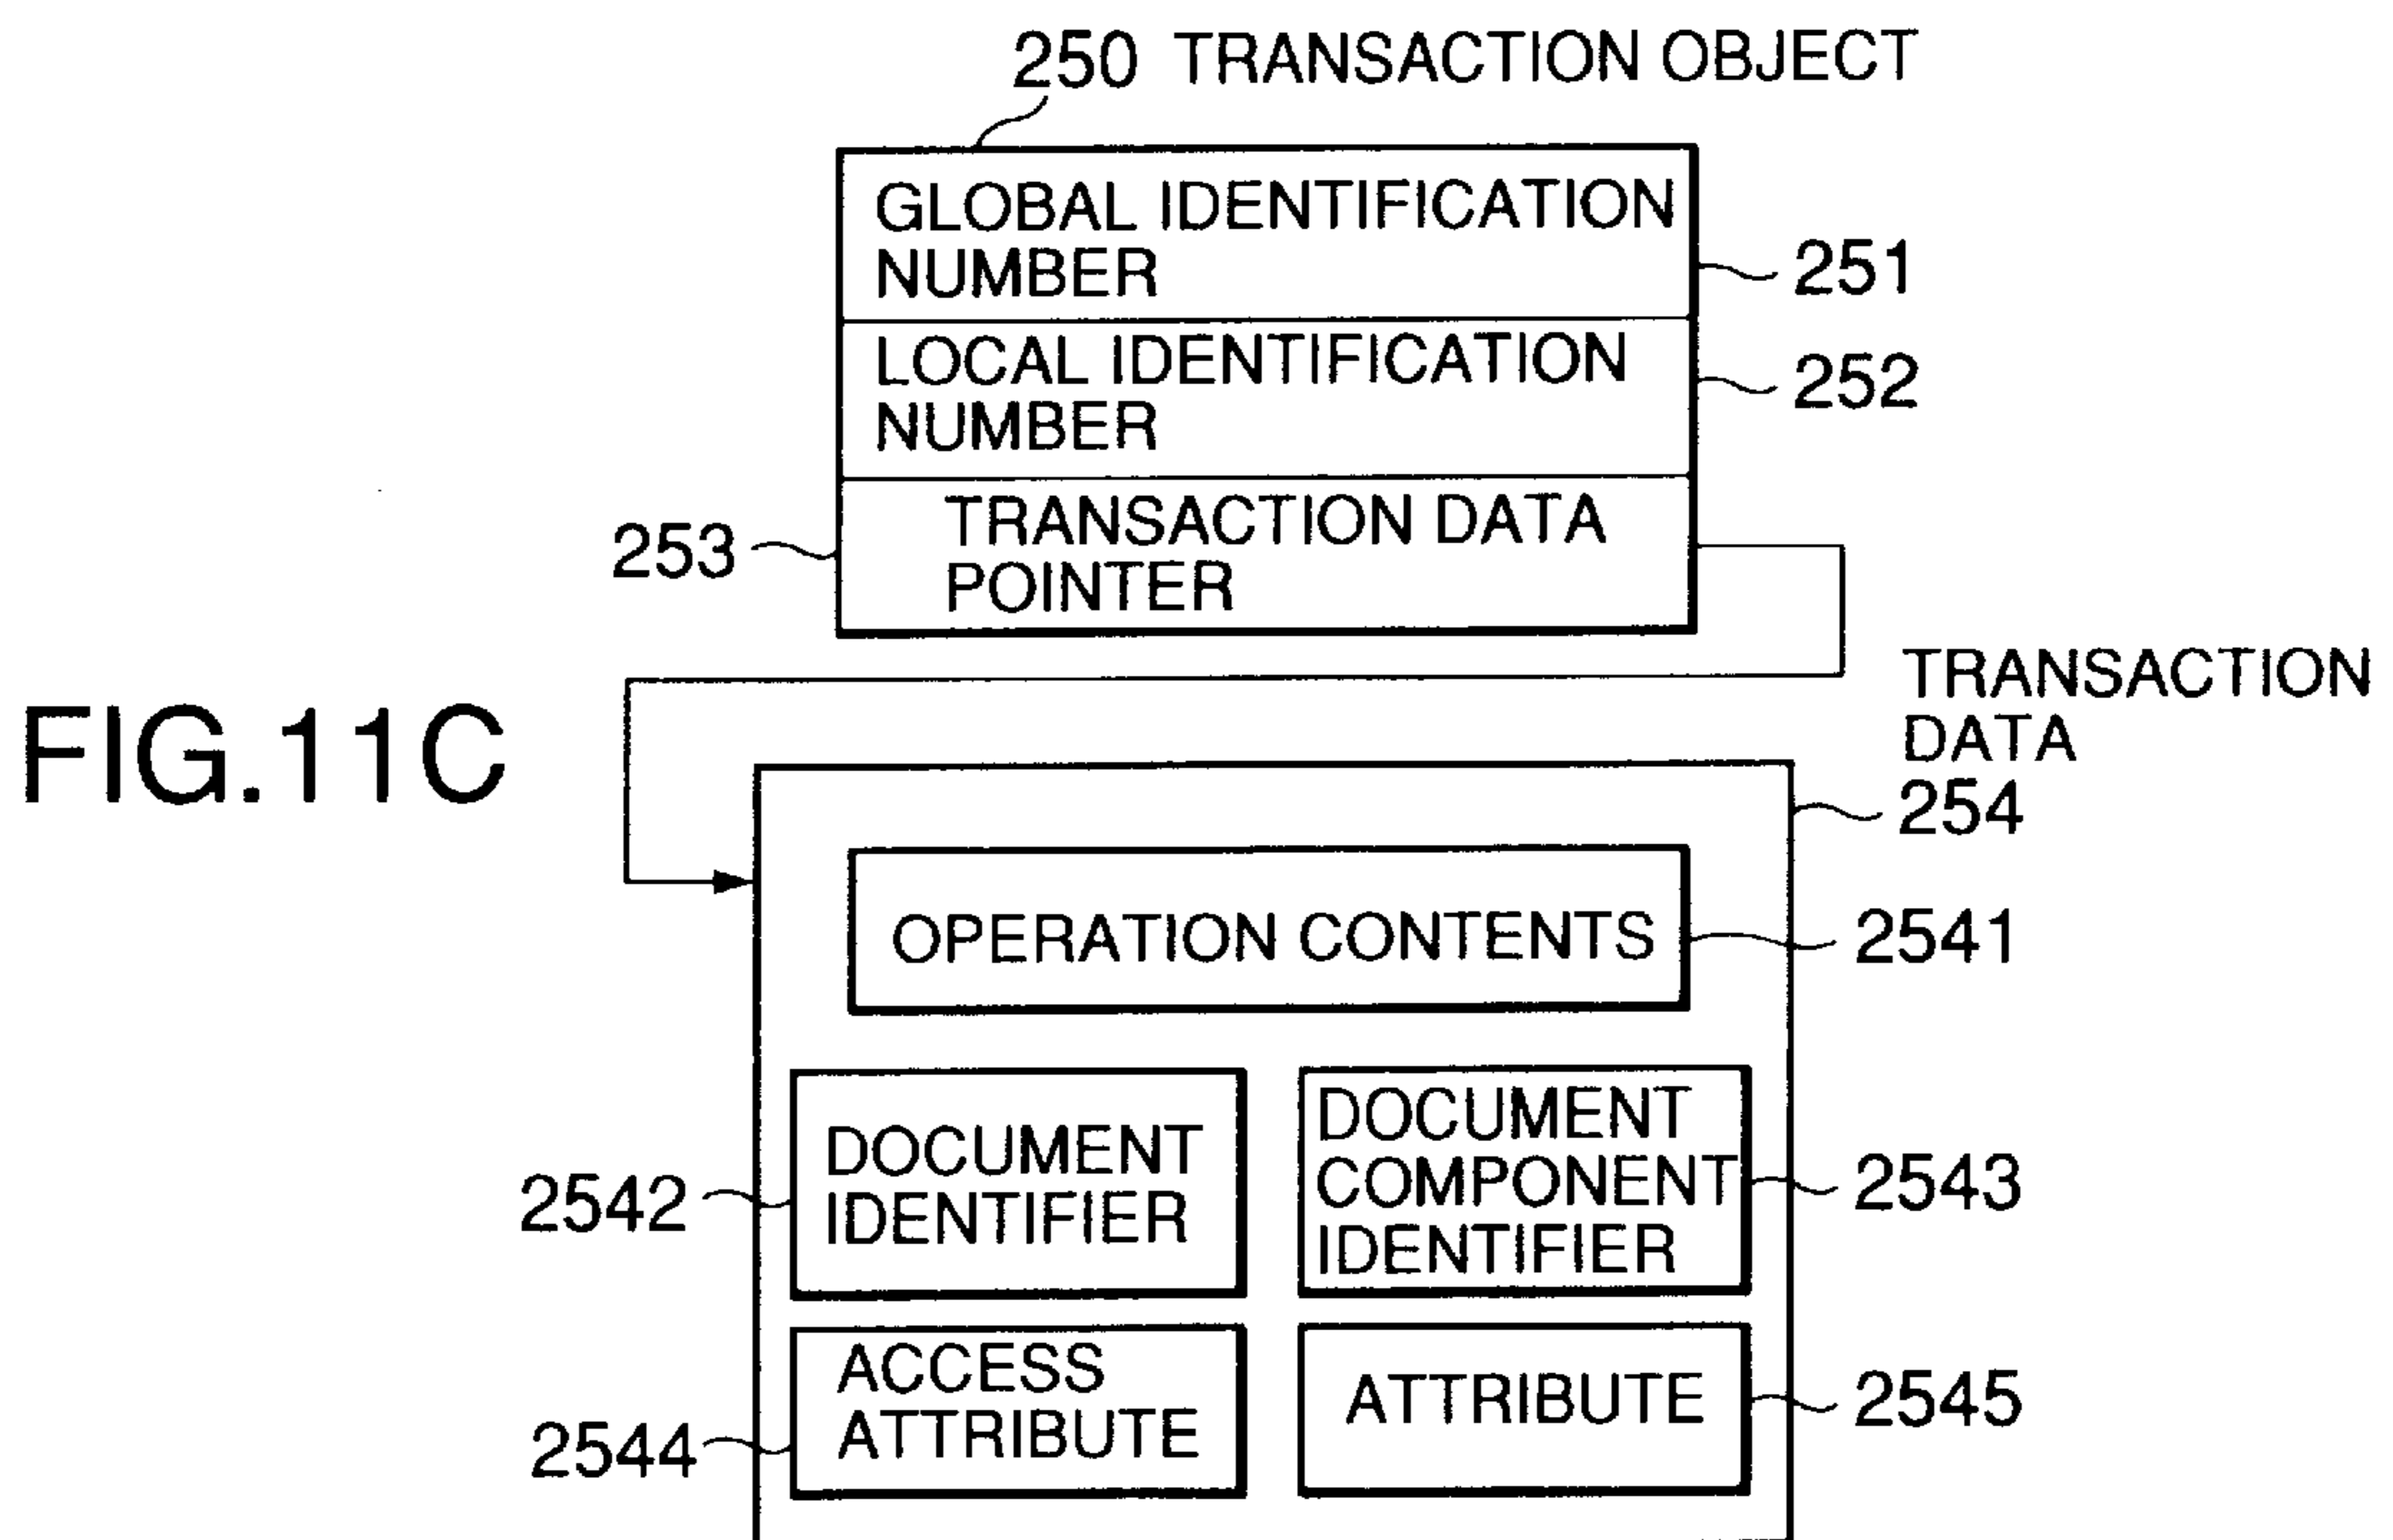 250 TRANSACTION OBJECT
GLOBAL IDENTIFICATION
NUMBER
251
LOCAL IDENTIFICATION
NUMBER
252
253
TRANSACTION DATA
POINTER
FIG.11C
TRANSACTION
DATA
254
OPERATION CONTENTS
2541
2542
DOCUMENT
IDENTIFIER
DOCUMENT
COMPONENT
IDENTIFIER
2543
2544
ACCESS
ATTRIBUTE
ATTRIBUTE
2545